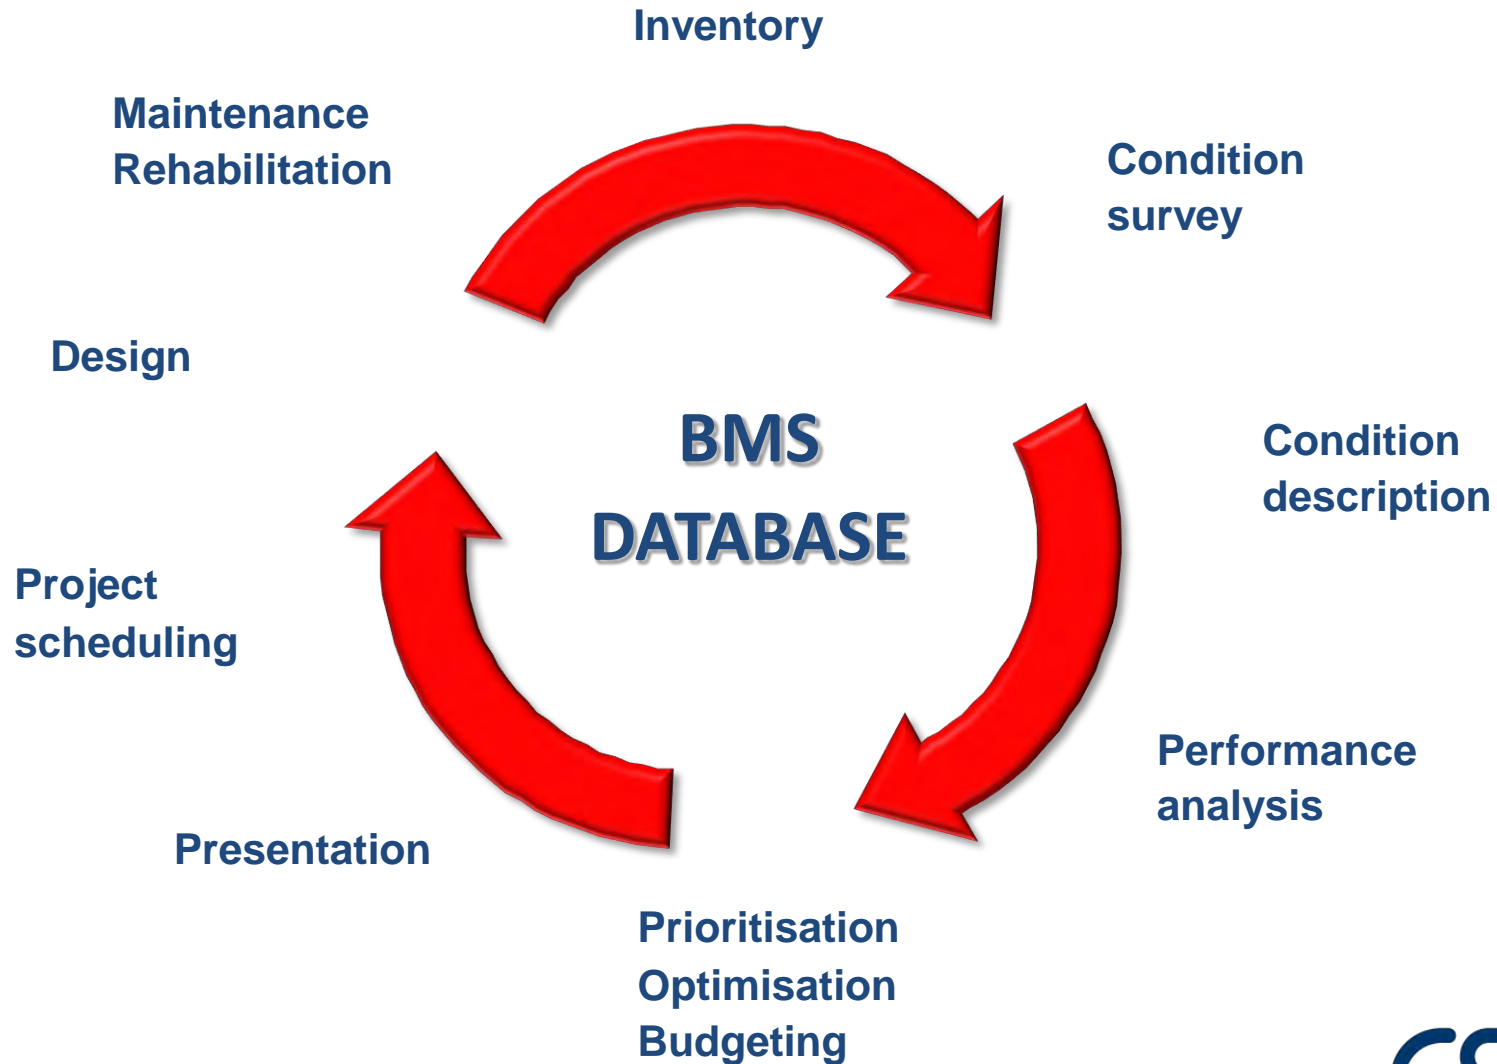 Inventory
Maintenance
Rehabilitation
Condition
survey
Design
BMS
DATABASE
Condition
description
Project
scheduling
Performance
analysis
Presentation
Prioritisation
Optimisation
Budgeting